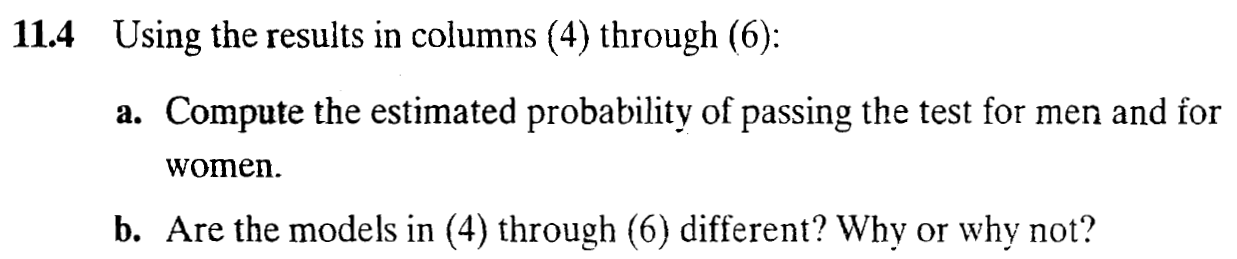 11.4 Using the results in columns (4) through (6):
a. Compute the estimated probability of passing the test for men and for
women.
b. Are the models in (4) through (6) different? Why or why not?